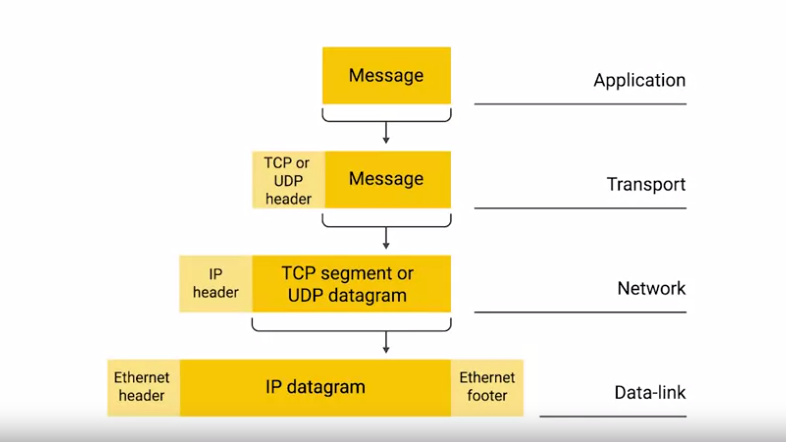 Message
Application
TCP or
UDP
header
Message
Transport
IP
header
TCP segment or
UDP datagram
Network
Ethernet
header
IP datagram
Ethernet
footer
Data-link